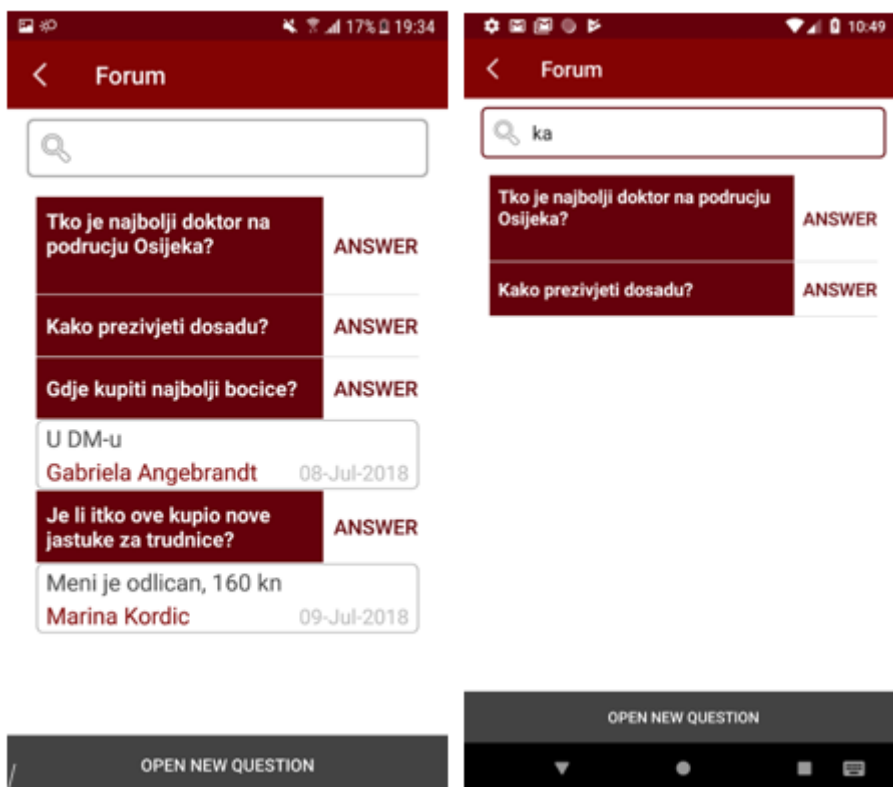 17% 19:34
Forum
Tko je najbolji doktor na
podrucju Osijeka?
ANSWER
Kako prezivjeti dosadu?
ANSWER
Gdje kupiti najbolji bocice?
ANSWER
U DM-u
Gabriela Angebrandt 08-Jul-2018
Je li itko ove kupio nove
jastuke za trudnice?
ANSWER
Meni je odlican, 160 kn
Marina Kordic 09-Jul-2018
OPEN NEW QUESTION
10:49
Forum
ka
Tko je najbolji doktor na podrucju
Osijeka?
ANSWER
Kako prezivjeti dosadu?
ANSWER
OPEN NEW QUESTION